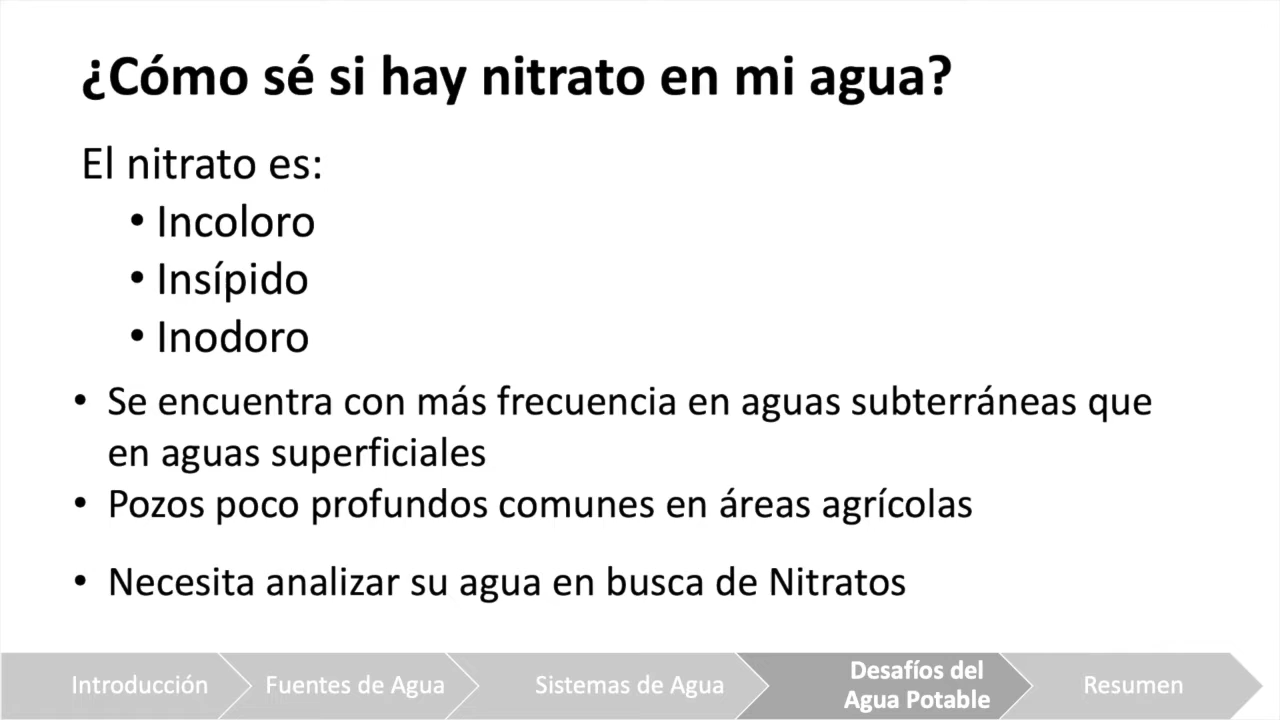 ¿Cómo sé si hay nitrato en mi agua?
El nitrato es:
• Incoloro
• Insípido
• Inodoro
• Se encuentra con más frecuencia en aguas subterráneas que
en aguas superficiales
• Pozos poco profundos comunes en áreas agrícolas
• Necesita analizar su agua en busca de Nitratos
Introducción
Fuentes de Agua
Sistemas de Agua
Desafíos del
Agua Potable
Resumen